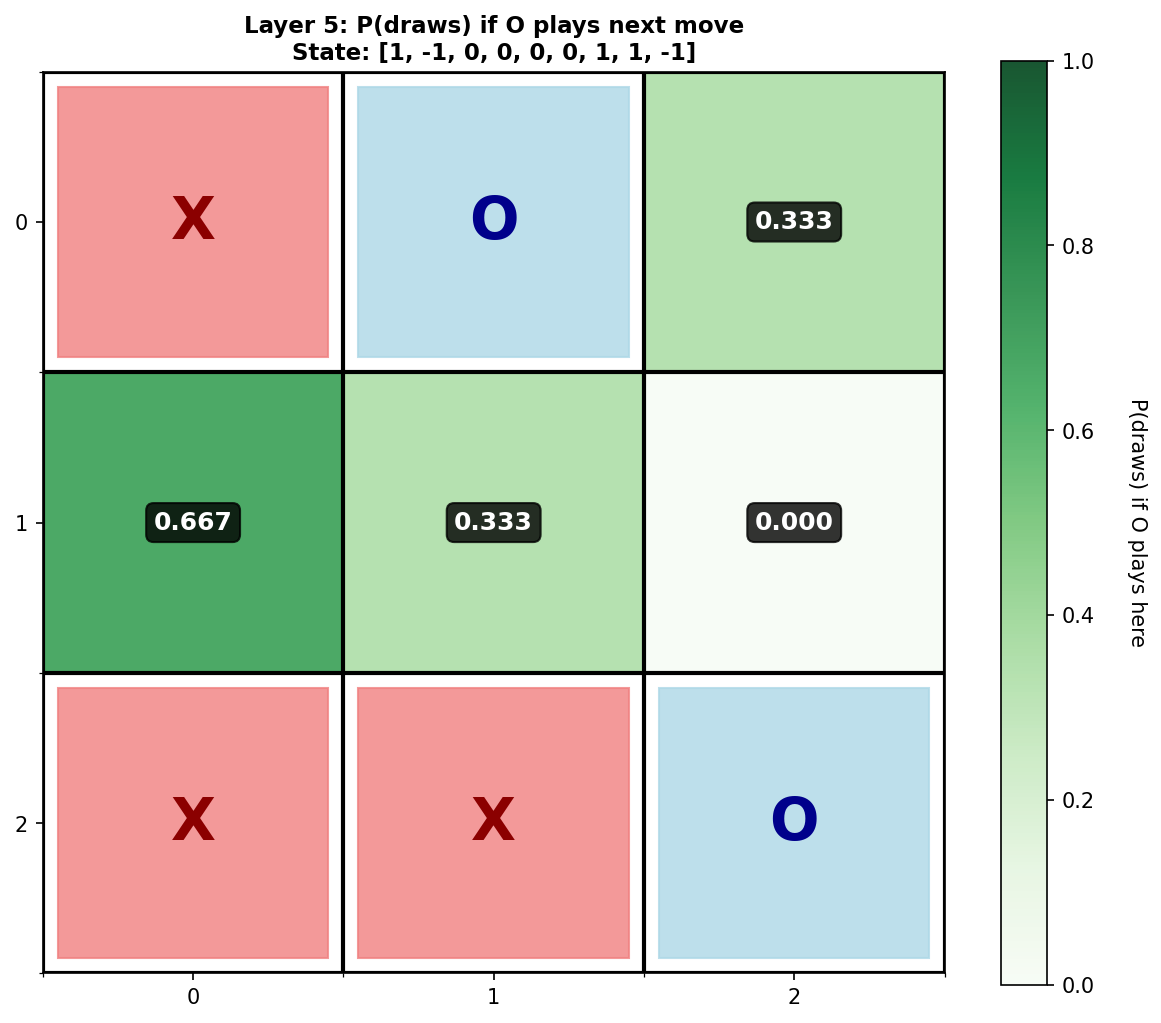 Layer 5: P(draws) if O plays next move
State: [1, -1, 0, 0, 0, 0, 1, 1, -1]
1.0
0.8
0.6
0.4
0.2
0.0
P(draws) if O plays here
0
X
O
0.333
1
0.667
0.333
0.000
2
X
X
O
0
1
2